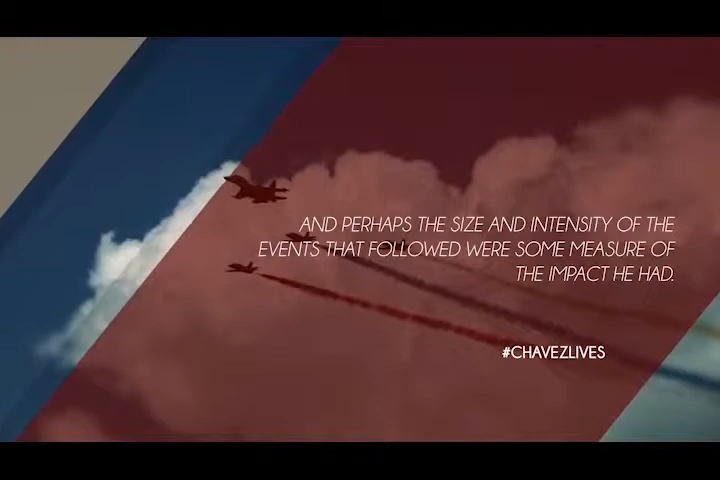 AND PERHAPS THE SIZE AND INTENSITY OF THE
EVENTS THAT FOLLOWED WERE SOME MEASURE OF
THE IMPACT HE HAD.
#CHAVEZLIVES